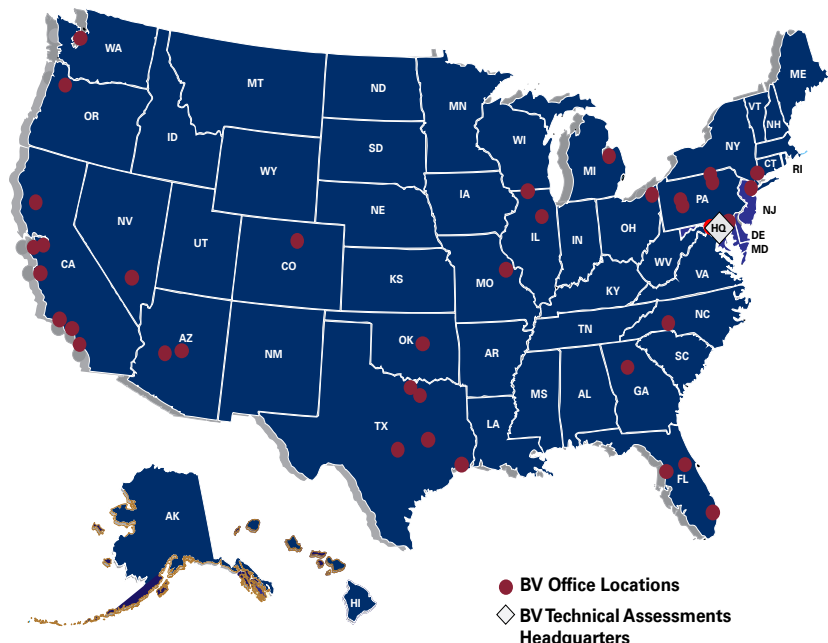 WA
MT
ND
MN
ME
VT
NH
OR
ID
SD
WI
MI
NY
CT
RI
WY
IA
PA
NJ
NE
NV
UT
CO
IL
IN
OH
HQ
DE
MD
CA
KS
MO
WV
VA
KY
AZ
NM
OK
AR
TN
NC
SC
MS
AL
GA
TX
LA
FL
AK
HI
BV Office Locations
BV Technical Assessments
Headquarters